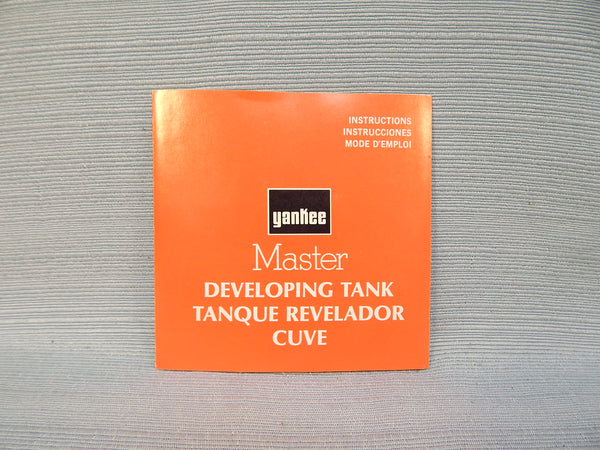 INSTRUCTIONS
INSTRUCCIONES
MODE D'EMPLOI
yankee
Master
DEVELOPING TANK
TANQUE REVELADOR
CUVE